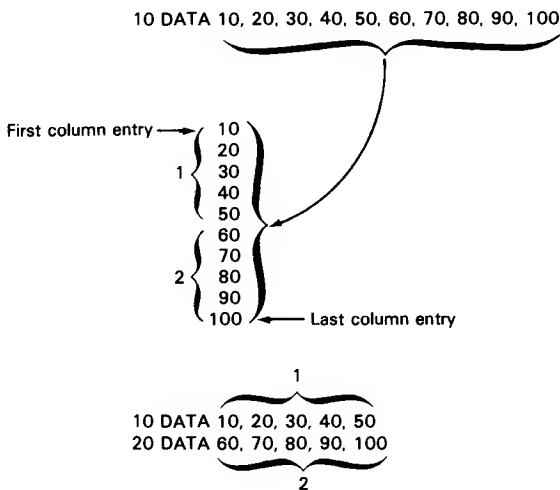 10 DATA 10, 20, 30, 40, 50, 60, 70, 80, 90, 100
First column entry
10
20
1
30
40
50
60
70
2
80
90
100
Last column entry
1
10 DATA 10, 20, 30, 40, 50
20 DATA 60, 70, 80, 90, 100
2